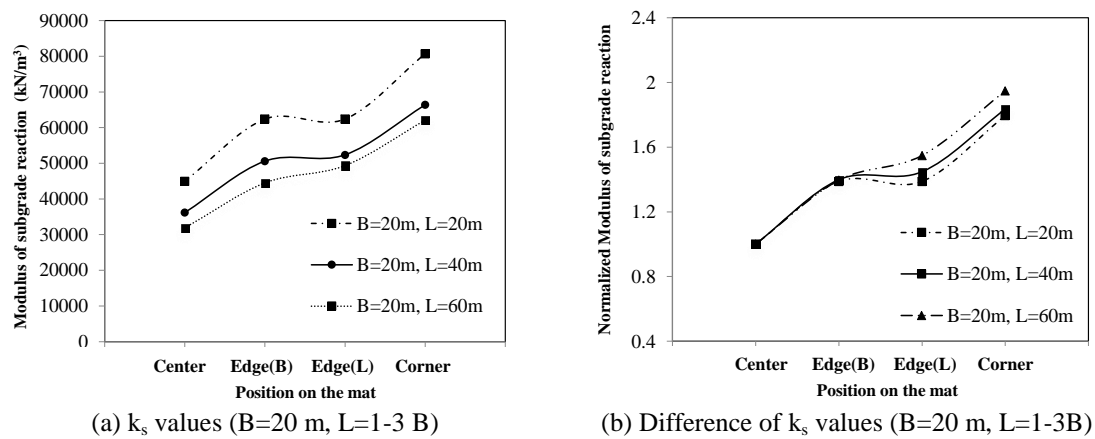 Modulus of subgrade reaction (kN/m³)
90000
80000
70000
60000
50000
40000
30000
20000
10000
0
B=20m, L=20m
B=20m, L=40m
B=20m, L=60m
Center Edge(B) Edge(L) Corner
Position on the mat
(a) kₛ values (B=20 m, L=1-3 B)
Normalized Modulus of subgrade reaction
2.4
2
1.6
1.2
0.8
0.4
B=20m, L=20m
B=20m, L=40m
B=20m, L=60m
Center Edge(B) Edge(L) Corner
Position on the mat
(b) Difference of kₛ values (B=20 m, L=1-3B)